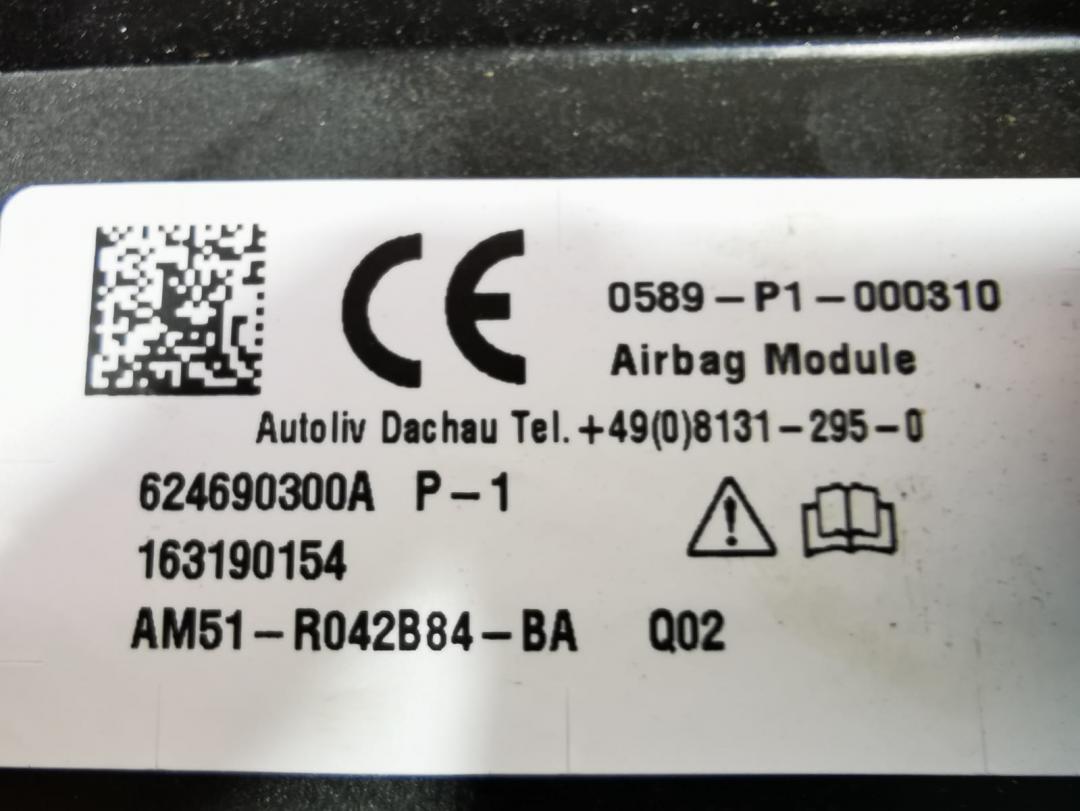 CE
0589-P1-000310
Airbag Module
Autoliv Dachau Tel.+49(0)8131-295-0
624690300A P-1
163190154
AM51-R042B84-BA Q02